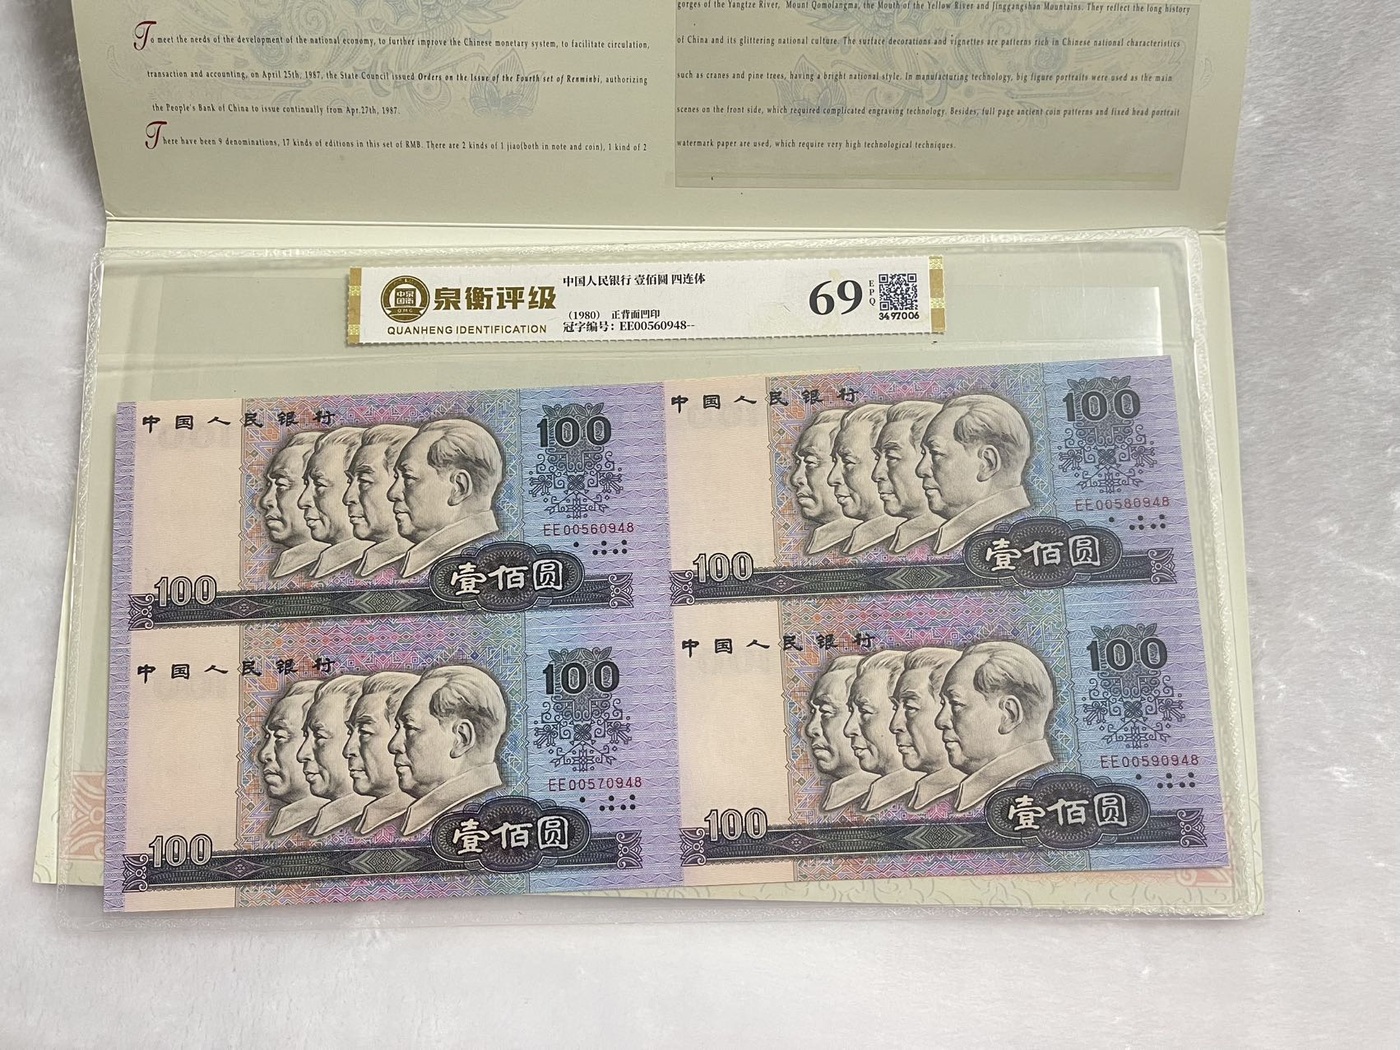 To meet the needs of the development of the national economy, to further improve the Chinese monetary system, to facilitate circulation,
transaction and accounting, on April 25th, 1987, the State Council issued Orders on the Issue of the Fourth set of Renminbi, authorizing
the People's Bank of China to issue continually from Apr.27th, 1987.
There have been 9 denominations, 17 kinds of editions in this set of RMB. There are 2 kinds of 1 jiao(both in note and coin), 1 kind of 2
gorges of the Yangtze River, Mount Qomolangma, the Mouth of the Yellow River and Jinggangshan Mountains. They reflect the long history
of China and its glittering national culture. The surface decorations and vignettes are patterns rich in Chinese national characteristics
such as cranes and pine trees, having a bright national style. In manufacturing technology, big figure portraits were used as the main
scenes on the front side, which required complicated engraving technology. Besides, full page ancient coin patterns and fixed head portrait
watermark paper are used, which require very high technological techniques.
泉衡评级
QUANHENG IDENTIFICATION
中国人民银行 壹佰圆 四连体
(1980) 正背面凹印
冠字编号: EE00560948--
69
EPQ
3497006
中国人民银行
100
EE00560948
100
壹佰圆
中国人民银行
100
EE00580948
100
壹佰圆
中国人民银行
100
EE00570948
100
壹佰圆
中国人民银行
100
EE00590948
100
壹佰圆